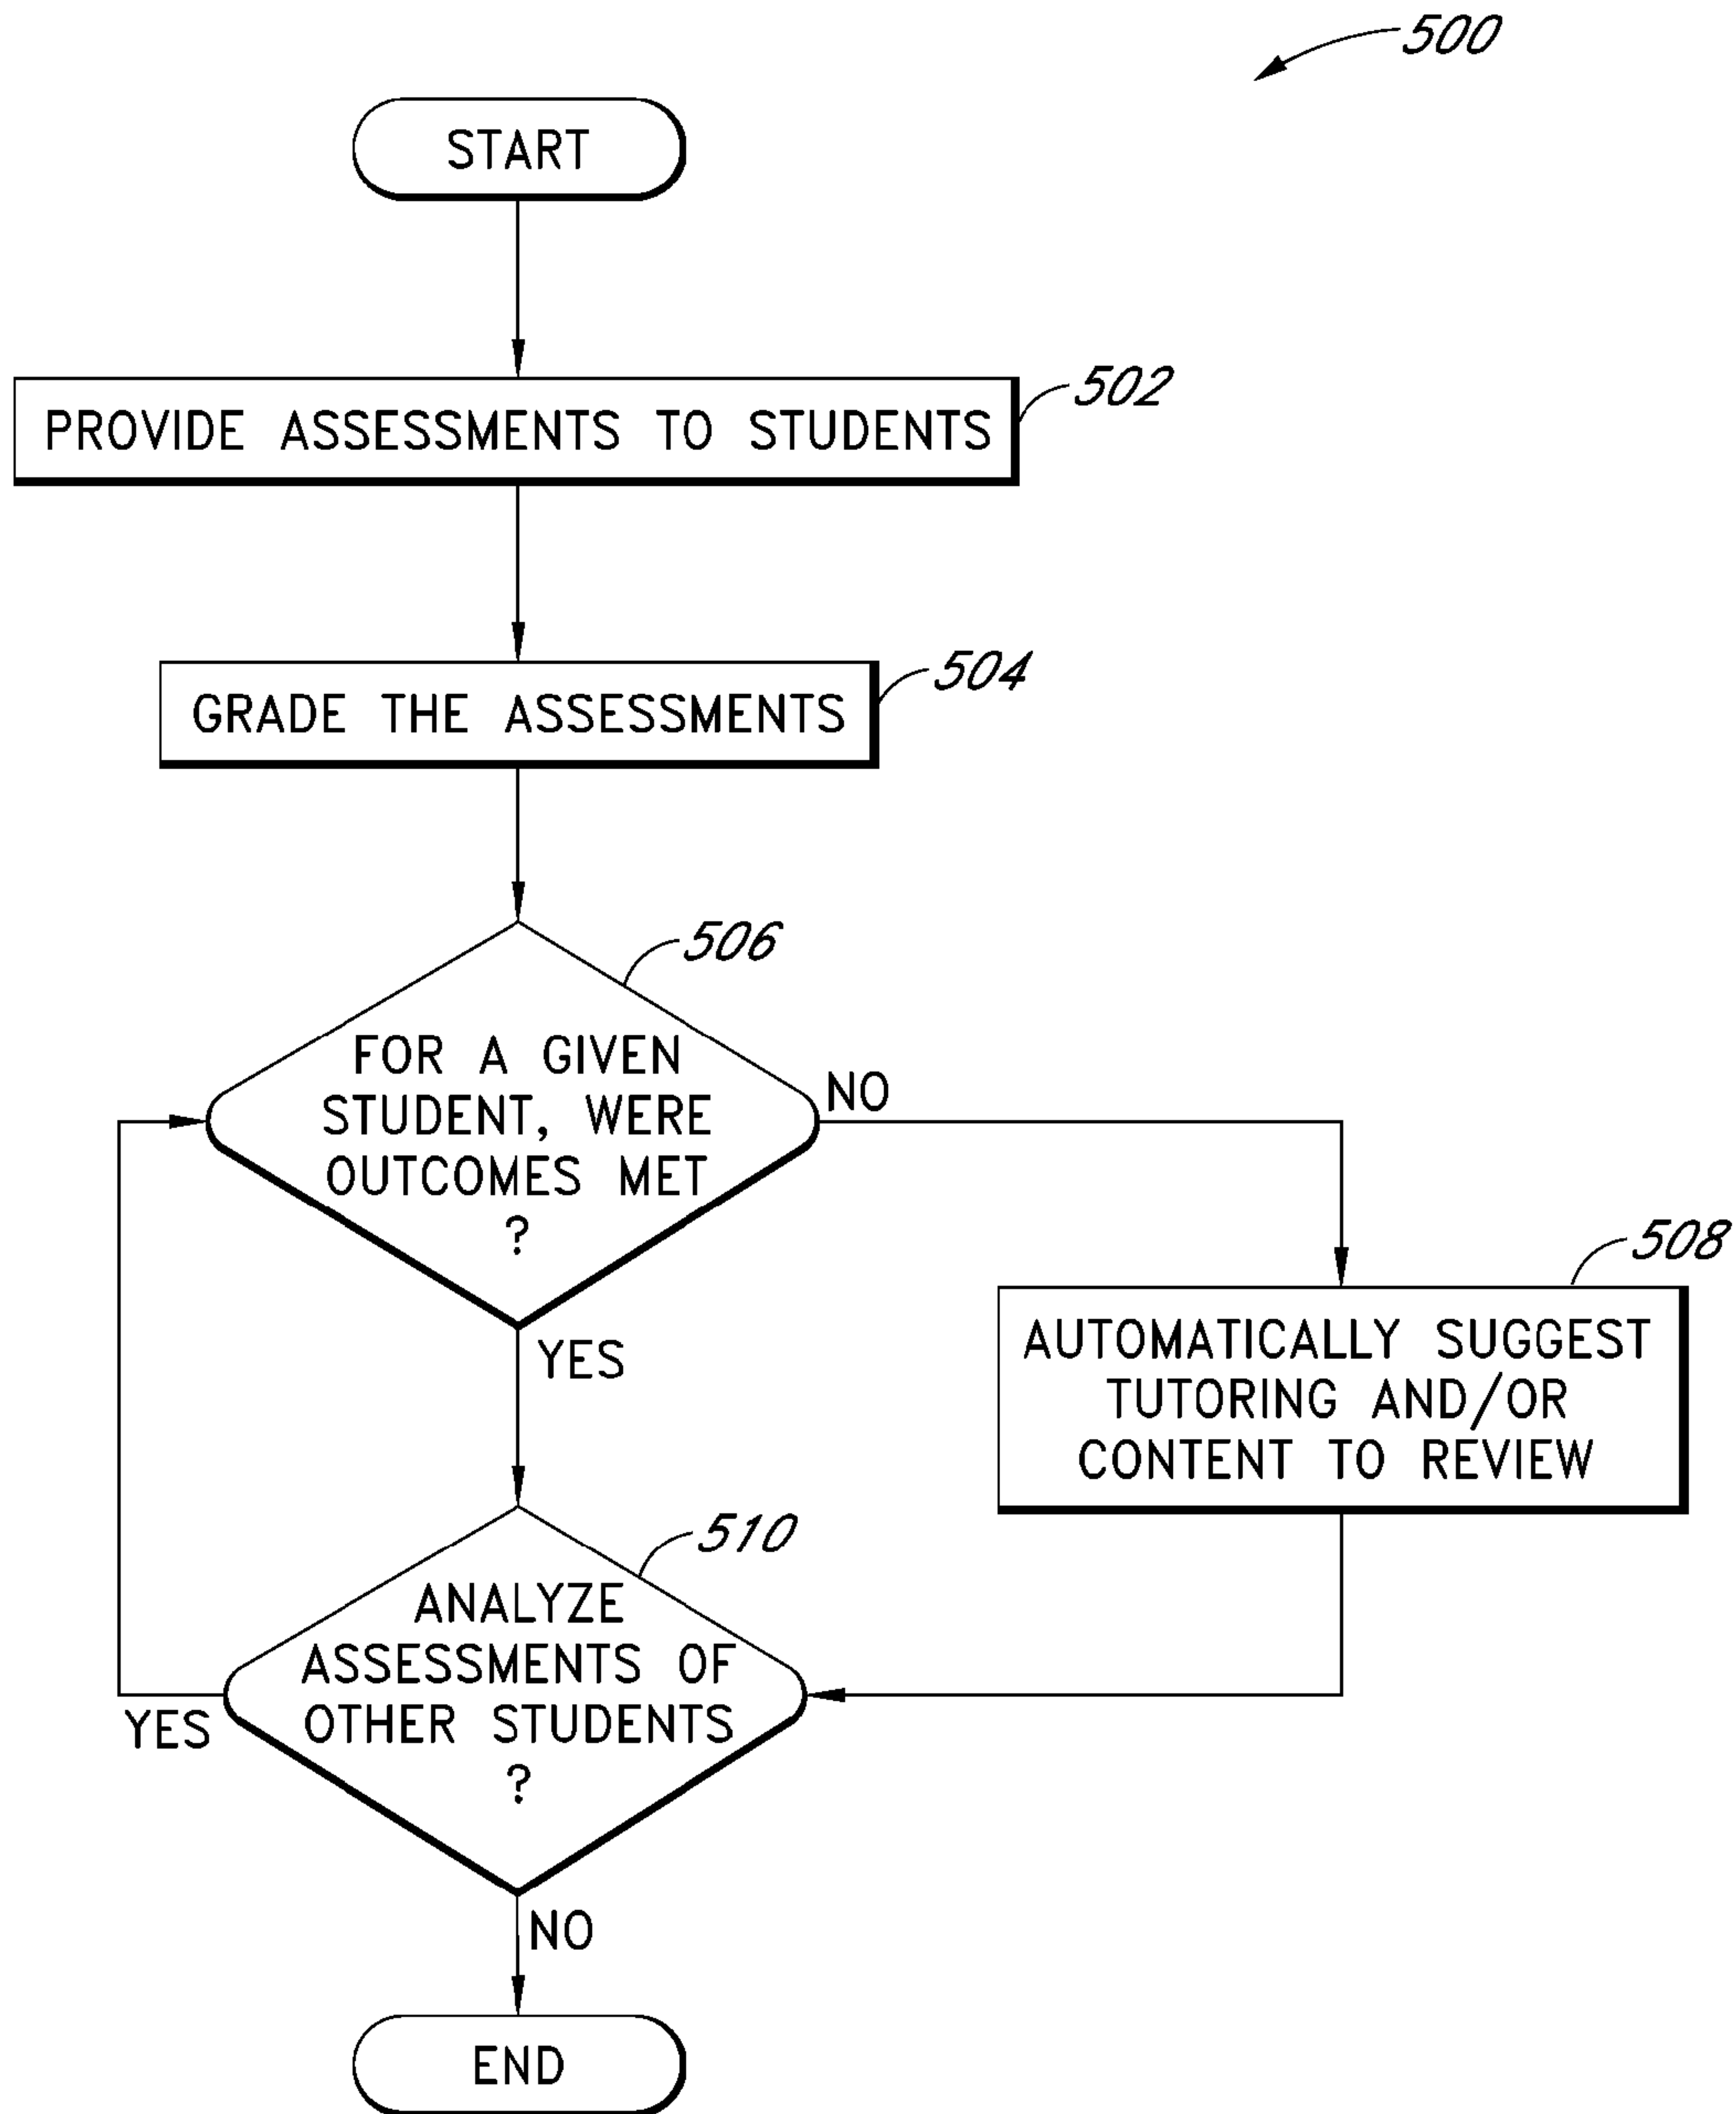 500
START
PROVIDE ASSESSMENTS TO STUDENTS
502
GRADE THE ASSESSMENTS
504
506
FOR A GIVEN
STUDENT, WERE
OUTCOMES MET
?
NO
YES
508
AUTOMATICALLY SUGGEST
TUTORING AND/OR
CONTENT TO REVIEW
510
ANALYZE
ASSESSMENTS OF
OTHER STUDENTS
?
YES
NO
END